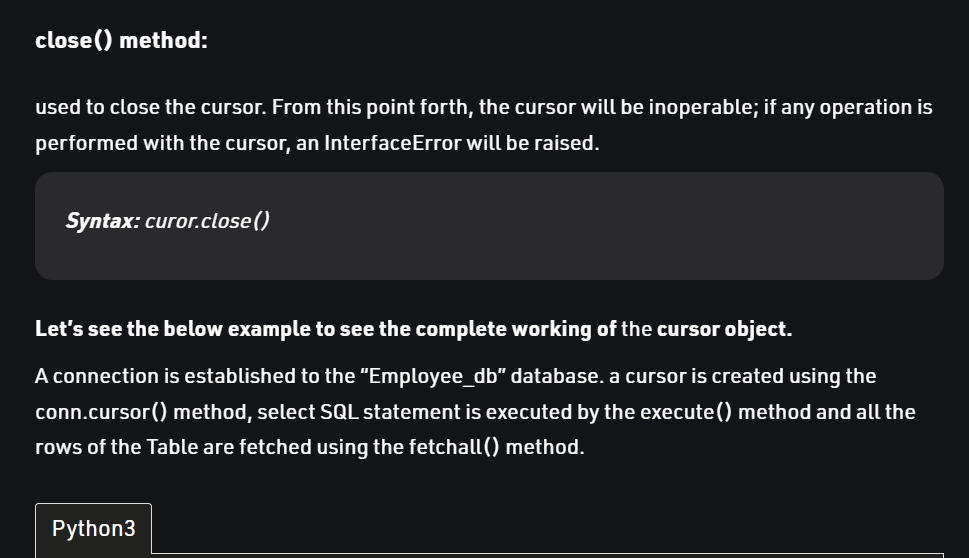 close() method:
used to close the cursor. From this point forth, the cursor will be inoperable; if any operation is
performed with the cursor, an InterfaceError will be raised.
Syntax: curor.close()
Let’s see the below example to see the complete working of the cursor object.
A connection is established to the “Employee_db” database. a cursor is created using the
conn.cursor() method, select SQL statement is executed by the execute() method and all the
rows of the Table are fetched using the fetchall() method.
Python3